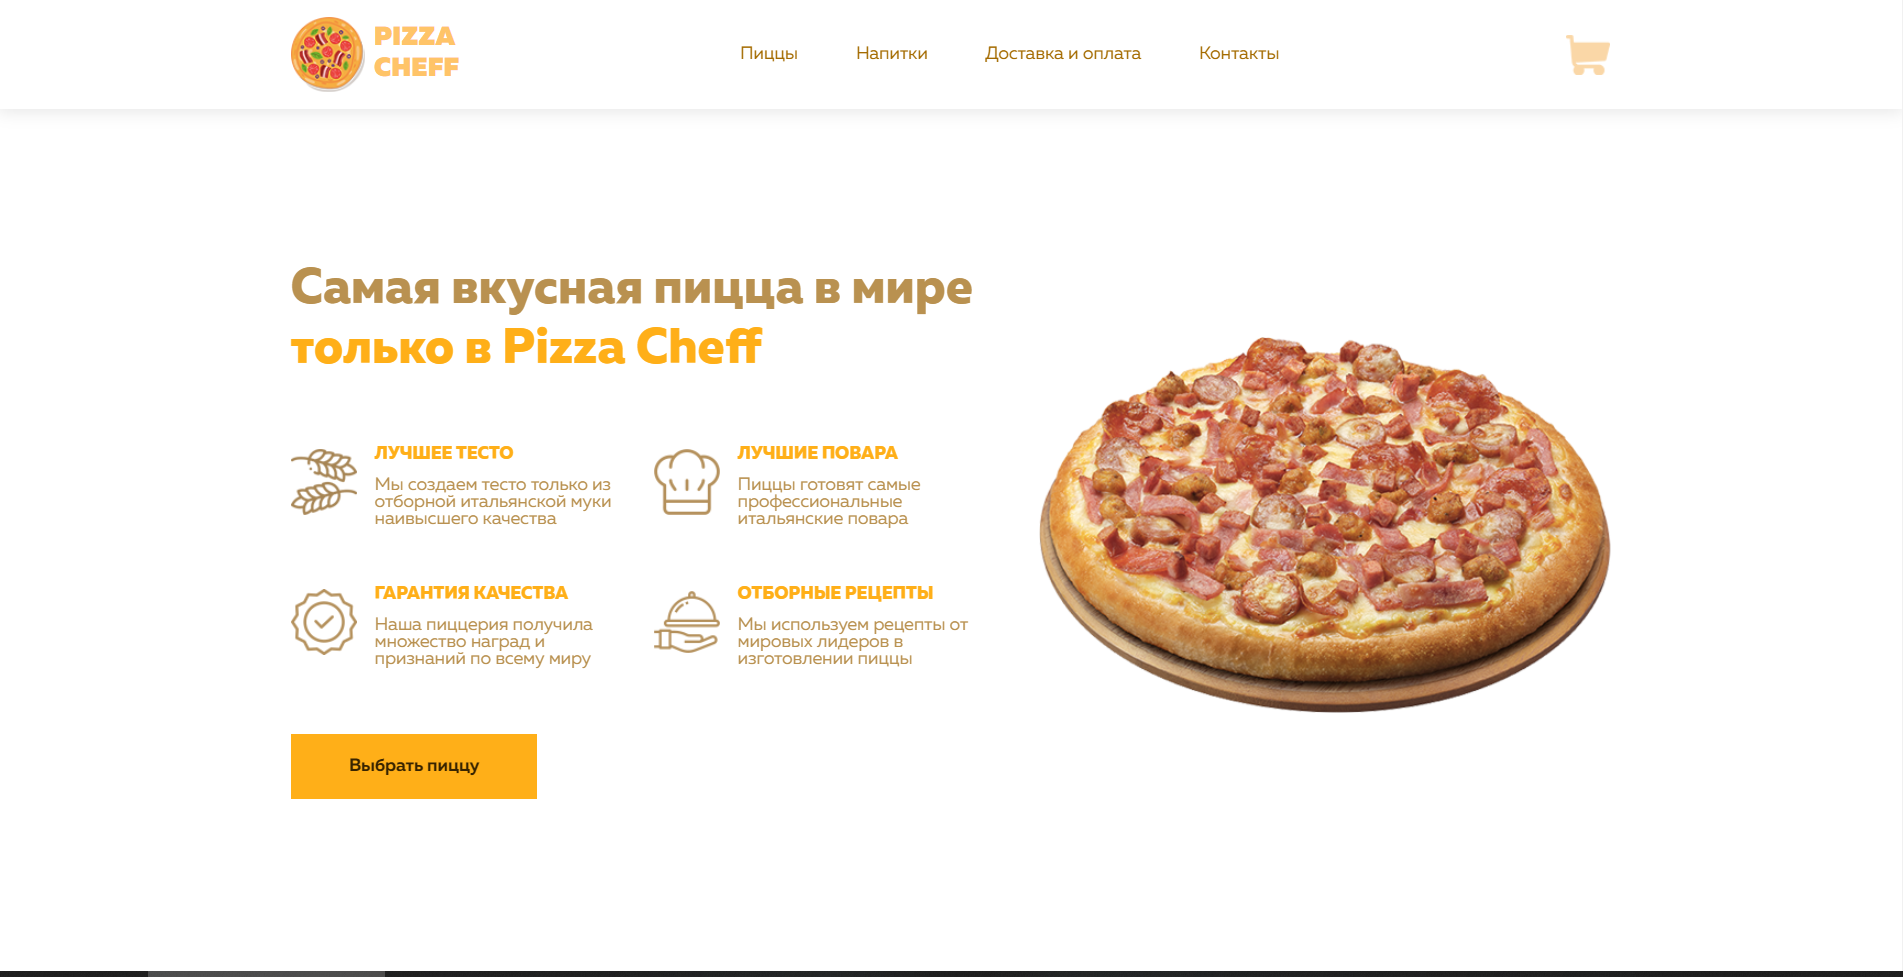 PIZZA
CHEFF
Пиццы
Напитки
Доставка и оплата
Контакты
Самая вкусная пицца в мире
только в Pizza Cheff
ЛУЧШЕЕ ТЕСТО
Мы создаем тесто только из
отборной итальянской муки
наивысшего качества
ЛУЧШИЕ ПОВАРА
Пиццы готовят самые
профессиональные
итальянские повара
ГАРАНТИЯ КАЧЕСТВА
Наша пиццерия получила
множество наград и
признаний по всему миру
ОТБОРНЫЕ РЕЦЕПТЫ
Мы используем рецепты от
мировых лидеров в
изготовлении пиццы
Выбрать пиццу